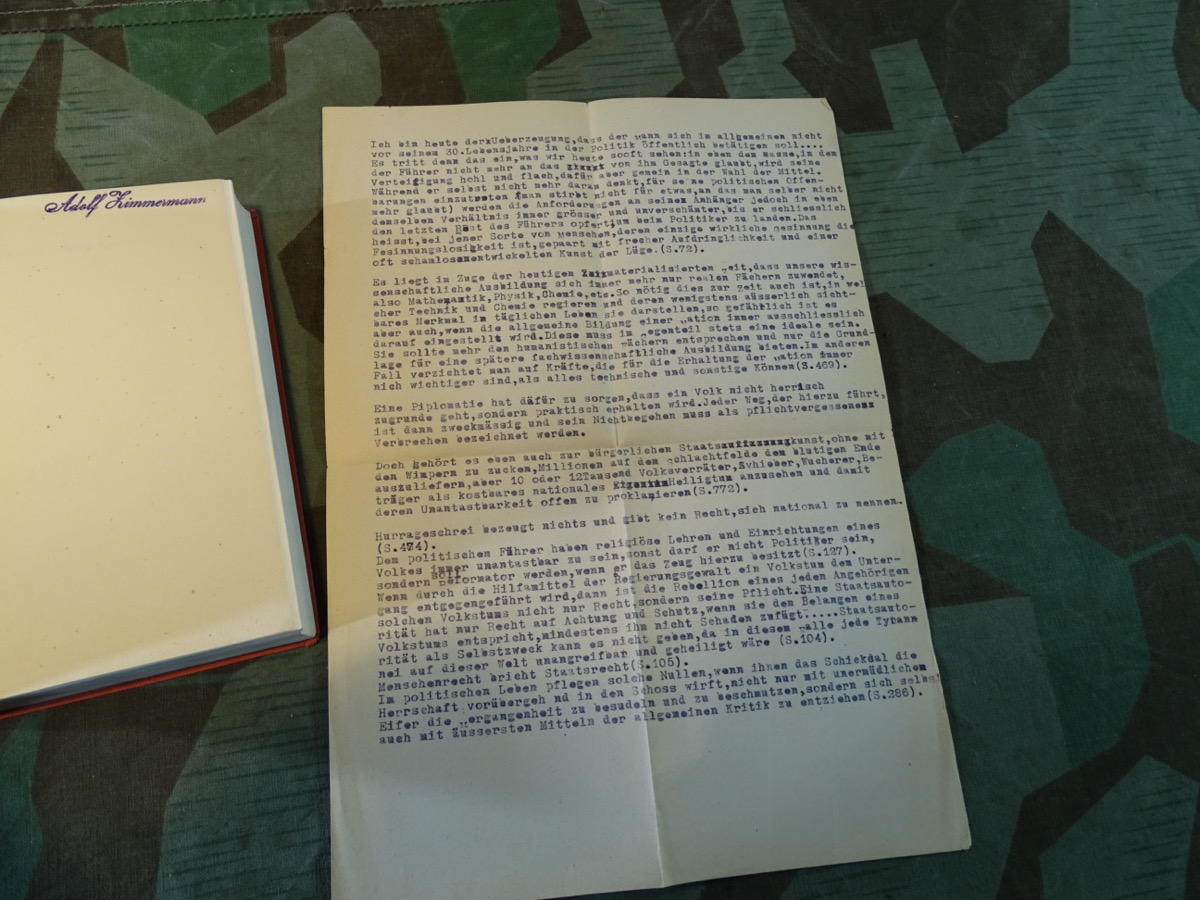 Adolf Zimmermann
Ich bin heute der Ueberzeugung,dass der Mann sich im allgemeinen nicht
vor seinem 30.Lebensjahre in der Politik öffentlich betätigen soll....
Es tritt denn das ein,was wir heute sooft sehen:in eben dem Masse,in dem
der Führer nicht mehr an das von ihm Gesagte glaubt,wird seine
Verteitigung hohl und flach,dafür aber gemein in der Wahl der Mittel.
Während er selbst nicht mehr daran denkt,für seine politischen Offen-
barungen einzutreten (man stirbt nicht für etwas,an das man selber nicht
mehr glaubt) werden die Anforderungen an seinem Anhänger jedoch in eben
demselben Verhältnis immer grösser und unverschämter,bis er schliesslich
den letzten Rest des Führers opfert,um beim Politiker zu landen.Das
heisst,bei jener Sorte von Menschen,deren einzige wirkliche gesinnung die
Fesinnungslosigkeit ist,gepaart mit frecher Aufdringlichkeit und einer
oft schamlos entwickelten Kunst der Lüge.(S.72).
Es liegt im Zuge der heutigen materialisierten Zeit,dass unsere wis-
senschaftliche Ausbildung sich immer mehr nur realen Fächern zuwendet,
also Mathematik,Physik,Chemie,etc.So nötig dies zur Zeit auch ist,in wel
cher Technik und Chemie regieren und deren wenigstens äusserlich sicht-
bares Merkmal im täglichen Leben sie darstellen,so gefählich ist es
aber auch,wenn die allgemeine Bildung einer Nation immer ausschliesslich
darauf eingestellt wird.Diese muss im Gegenteil stets eine ideale sein.
Sie sollte mehr den humanistischen Fächern entsprechen und nur die Grund-
lage für eine spätere fachwissenschaftliche Ausbildung bieten.Im anderen
Fall verzichtet man auf Kräfte,die für die Erhaltung der Nation immer
nich wichtiger sind,als alles technische und sonstige Können(S.469).
Eine Piplomatie hat dafür zu sorgen,dass ein Volk nicht herrisch
zugrunde geht,sondern praktisch erhalten wird.Jeder Weg,der hierzu führt,
ist dann zweckmässig und sein Nichtbegehen muss als pflichtvergessenes
Verbrechen bezeichnet werden.
Doch gehört es eben auch zur bürgerlichen Staatskunst,ohne mit
den Wimpern zu zucken,Millionen auf dem Schlachtfelde dem blutigen Ende
auszuliefern,aber 10 oder 12Tausend Volksverräter,Wucherer,Be-
träger als kostbares nationales Heiligtum anzusehen und damit
deren Unantastbarkeit offen zu proklamieren(S.772).
Hurrageschrei bezeugt nichts und gibt kein Recht,sich national zu nennen.
(S.474).
Dem politischen Führer haben religiöse Lehren und Einrichtungen eines
Volkes immer unantastbar zu sein,sonst darf er nicht Politiker sein,
sondern soll Reformator werden,wenn er das Zeug hierzu besitzt(S.127).
Wenn durch die Hilfsmittel der Regierungsgewalt ein Volkstum dem Unter-
gang entgegengeführt wird,dann ist die Rebellion eines jeden Angehörigen
solchen Volkstums nicht nur Recht,sondern seine Pflicht.Eine Staatsauto-
rität hat nur Recht auf Achtung und Schutz,wenn sie den Belangen eines
Volkstums entspricht,mindestens ihm nicht Schaden zufügt.....Staatsauto-
rität als Selbstzweck kann es nicht geben,da in diesem Falle jede Tyrann
nei auf dieser Welt unangreifbar und geheiligt wäre (S.104).
Menschenrecht bricht Staatsrecht(S.105).
Im politischen Leben pflegen solche Nullen,wenn ihnen das Schicksal die
Herrschaft vorübergeh nd in den Schoss wirft,nicht nur mit unermüdlichem
Eifer die Vergangenheit zu besudeln und zu beschmutzen,sondern sich selbst
auch mit äussersten Mitteln der allgemeinen Kritik zu entziehen(S.286).